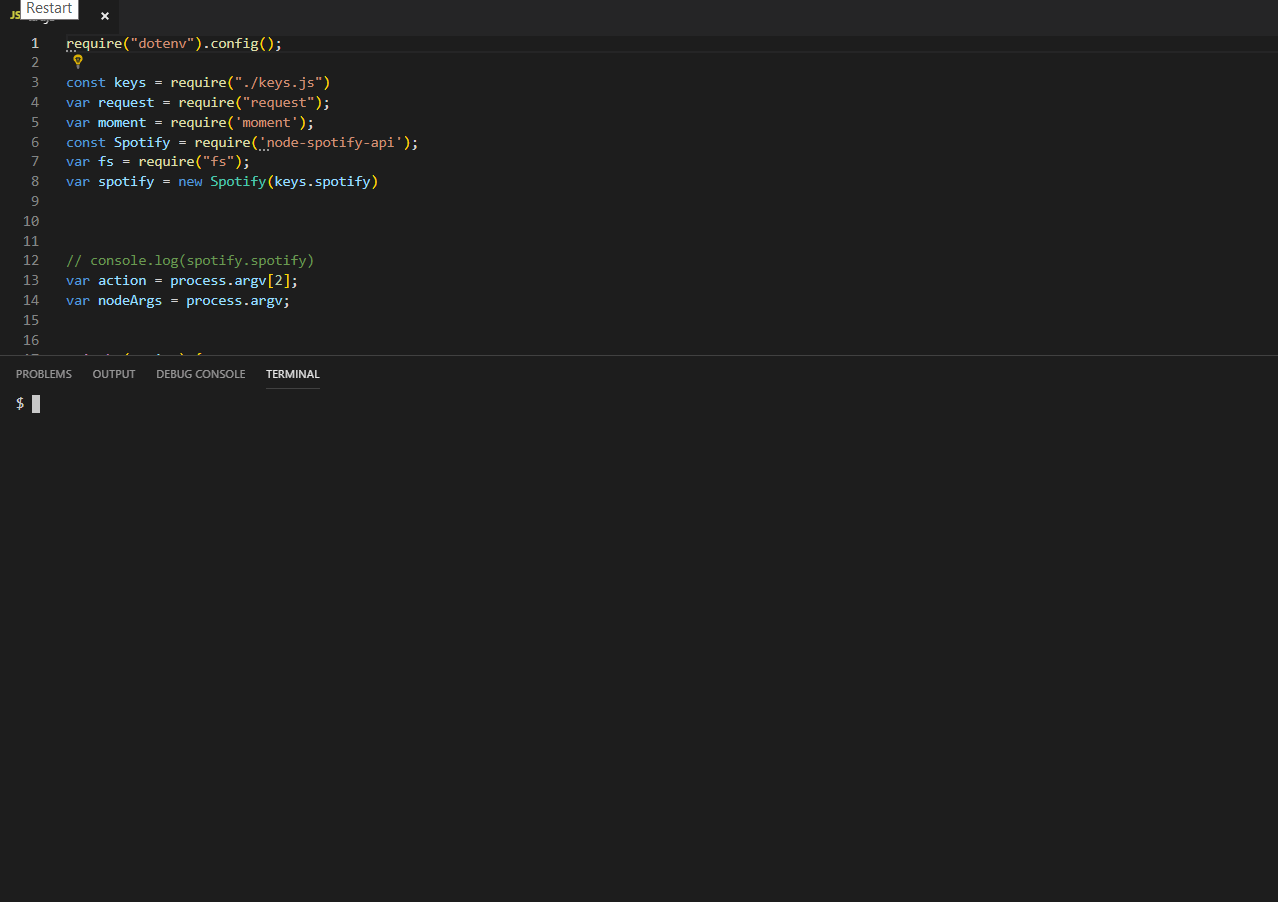 JS Restart ×
1 require("dotenv").config();
2
3 const keys = require("./keys.js")
4 var request = require("request");
5 var moment = require('moment');
6 const Spotify = require('node-spotify-api');
7 var fs = require("fs");
8 var spotify = new Spotify(keys.spotify)
9
10
11
12 // console.log(spotify.spotify)
13 var action = process.argv[2];
14 var nodeArgs = process.argv;
15
16
PROBLEMS OUTPUT DEBUG CONSOLE TERMINAL
$